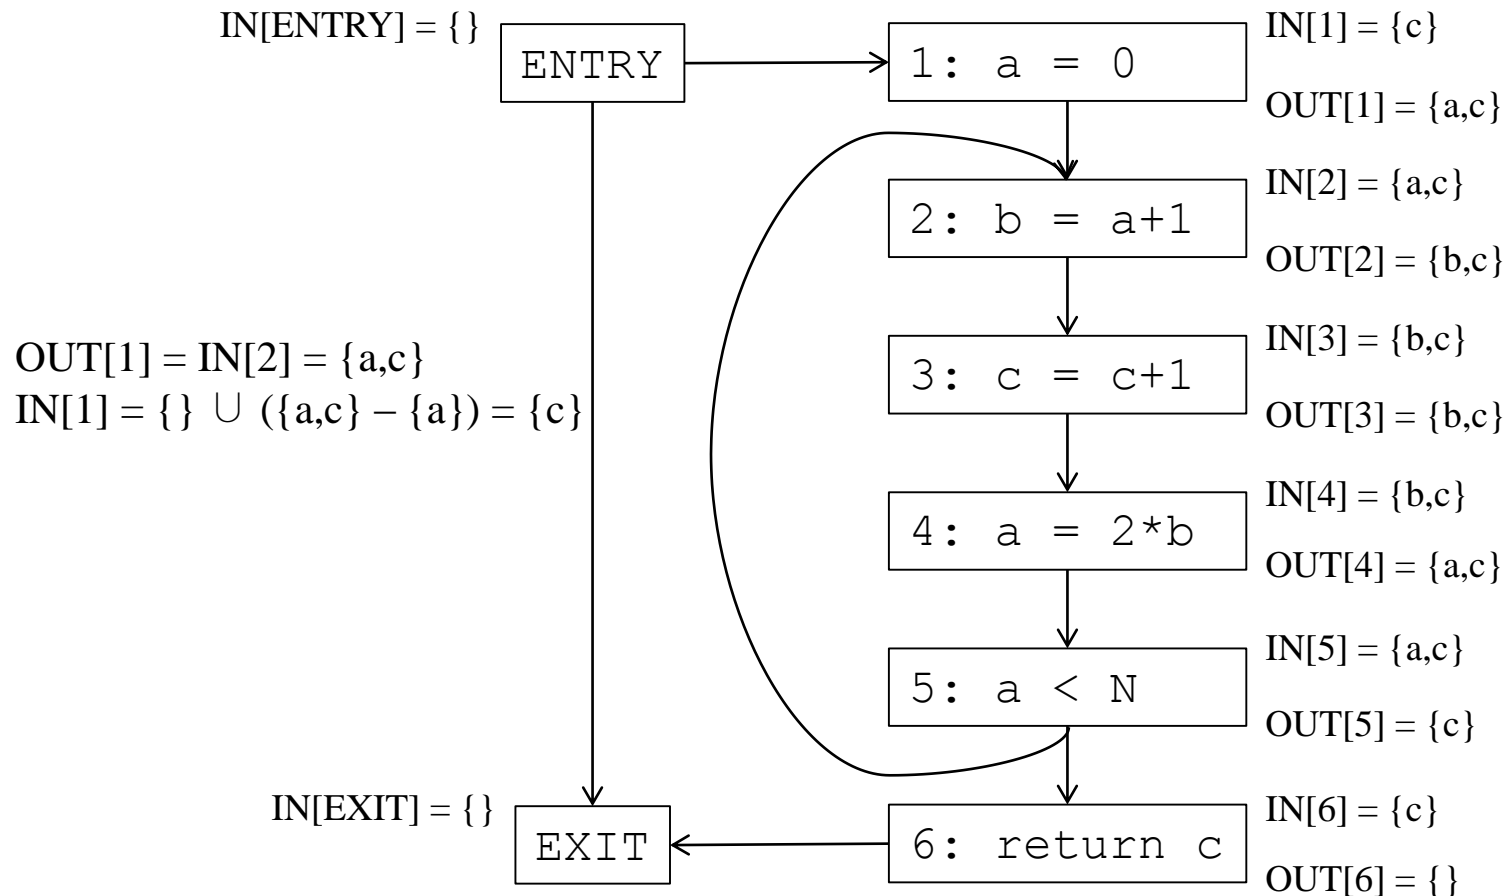 IN[ENTRY] = {}
ENTRY
1: a = 0
IN[1] = {c}
OUT[1] = {a,c}
2: b = a+1
IN[2] = {a,c}
OUT[2] = {b,c}
OUT[1] = IN[2] = {a,c}
IN[1] = {} ∪ ({a,c} – {a}) = {c}
3: c = c+1
IN[3] = {b,c}
OUT[3] = {b,c}
4: a = 2*b
IN[4] = {b,c}
OUT[4] = {a,c}
5: a < N
IN[5] = {a,c}
OUT[5] = {c}
IN[EXIT] = {}
EXIT
6: return c
IN[6] = {c}
OUT[6] = {}